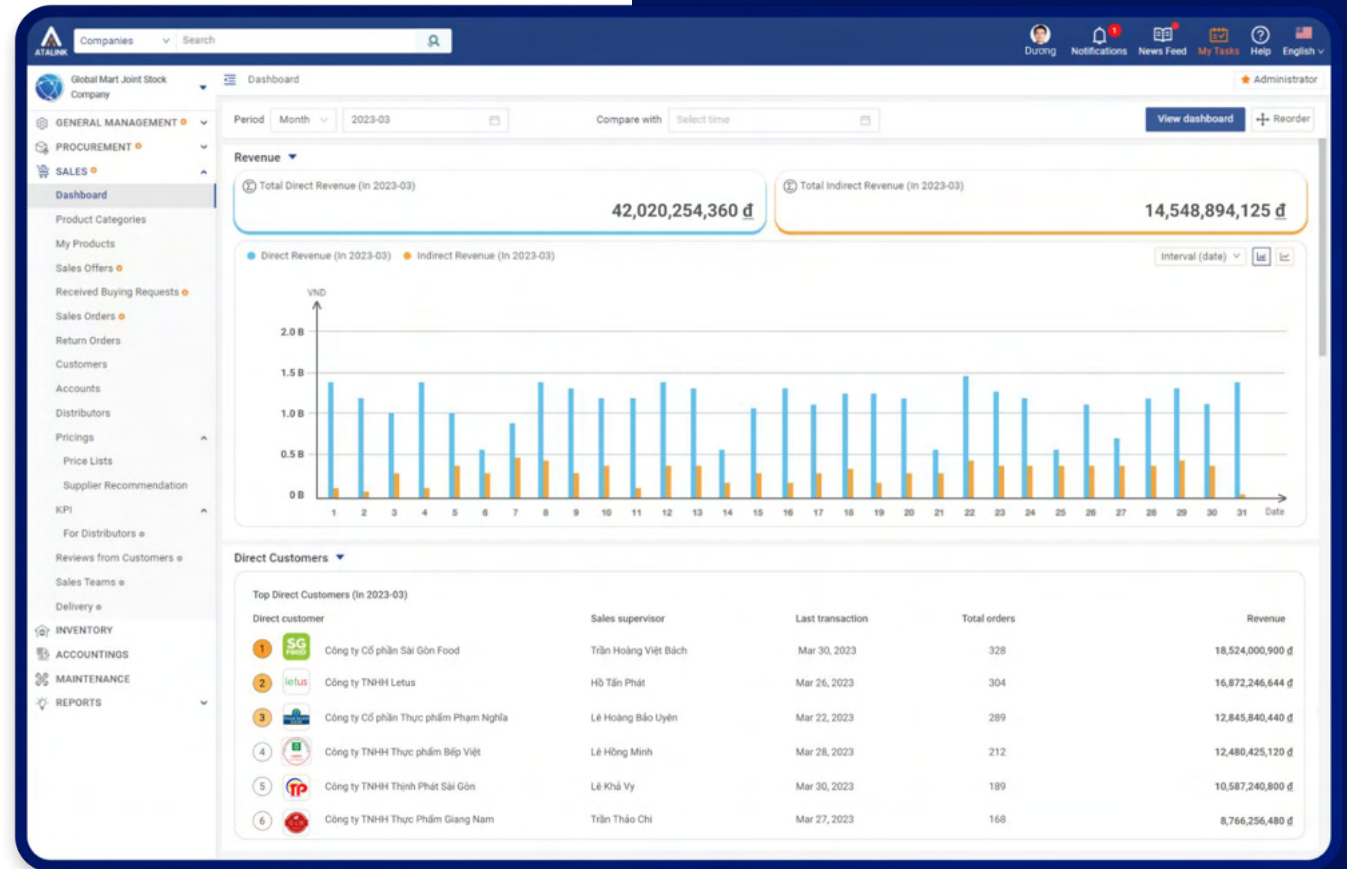 ATALINK
Companies
Search
Dương
1
Notifications
News Feed
My Tasks
Help
English
Global Mart Joint Stock
Company
Dashboard
Administrator
GENERAL MANAGEMENT
PROCUREMENT
SALES
Dashboard
Product Categories
My Products
Sales Offers
Received Buying Requests
Sales Orders
Return Orders
Customers
Accounts
Distributors
Pricings
Price Lists
Supplier Recommendation
KPI
For Distributors
Reviews from Customers
Sales Teams
Delivery
INVENTORY
ACCOUNTINGS
MAINTENANCE
REPORTS
Period Month 2023-03 Compare with Select time View dashboard Reorder
Revenue
Total Direct Revenue (In 2023-03)
42,020,254,360 đ
Total Indirect Revenue (In 2023-03)
14,548,894,125 đ
Direct Revenue (In 2023-03) Indirect Revenue (In 2023-03) Interval (date)
VND
2.0 B
1.5 B
1.0 B
0.5 B
0 B
1 2 3 4 5 6 7 8 9 10 11 12 13 14 15 16 17 18 19 20 21 22 23 24 25 26 27 28 29 30 31 Date
Direct Customers
Top Direct Customers (In 2023-03)
Direct customer Sales supervisor Last transaction Total orders Revenue
1 SG FOOD Công ty Cổ phần Sài Gòn Food Trần Hoàng Việt Bách Mar 30, 2023 328 18,524,000,900 đ
2 letus Công ty TNHH Letus Hồ Tấn Phát Mar 26, 2023 304 16,872,246,644 đ
3 Công ty Cổ phần Thực phẩm Phạm Nghĩa Lê Hoàng Bảo Uyên Mar 22, 2023 289 12,845,840,440 đ
4 Công ty TNHH Thực phẩm Bếp Việt Lê Hồng Minh Mar 28, 2023 212 12,480,425,120 đ
5 TP Công ty TNHH Thịnh Phát Sài Gòn Lê Khả Vy Mar 30, 2023 189 10,587,240,800 đ
6 Công ty TNHH Thực Phẩm Giang Nam Trần Thảo Chi Mar 27, 2023 168 8,766,256,480 đ